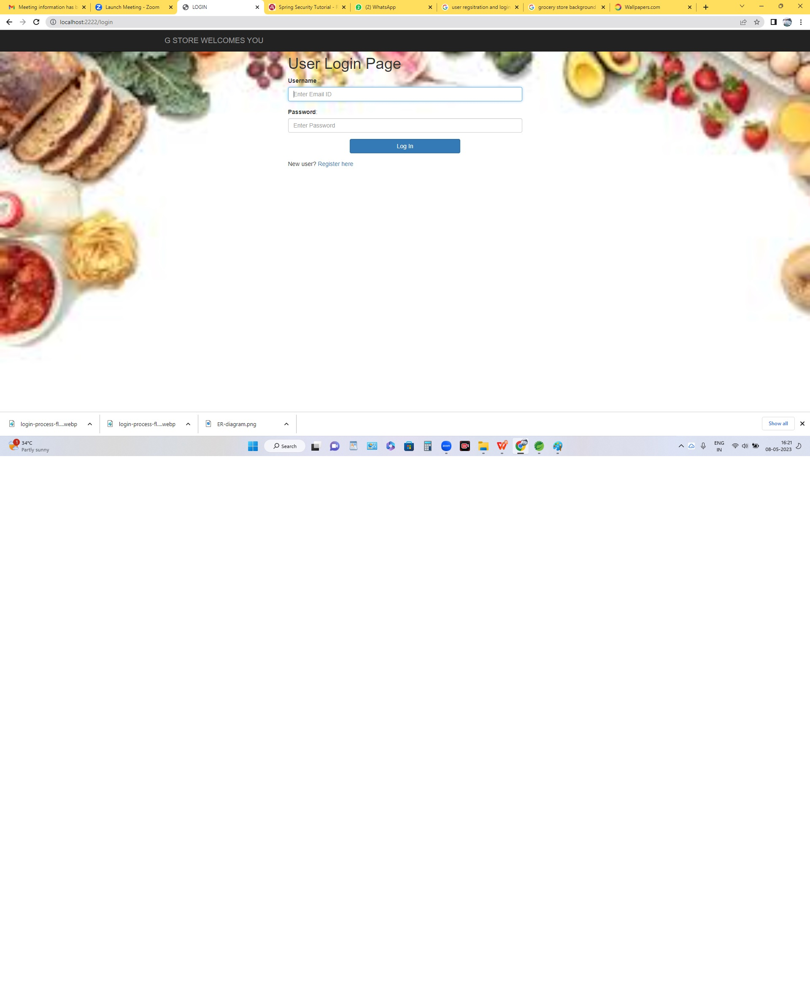 Meeting information has b
Launch Meeting - Zoom
LOGIN
Spring Security Tutorial - R
2 (2) WhatsApp
user regsitration and login
grocery store background
Wallpapers.com
localhost:2222/login
G STORE WELCOMES YOU
User Login Page
Username :
Enter Email ID
Password:
Enter Password
Log In
New user? Register here
login-process-fl....webp
login-process-fl....webp
ER-diagram.png
Show all
1
34°C
Partly sunny
Search
zoom
ENG
IN
16:21
08-05-2023